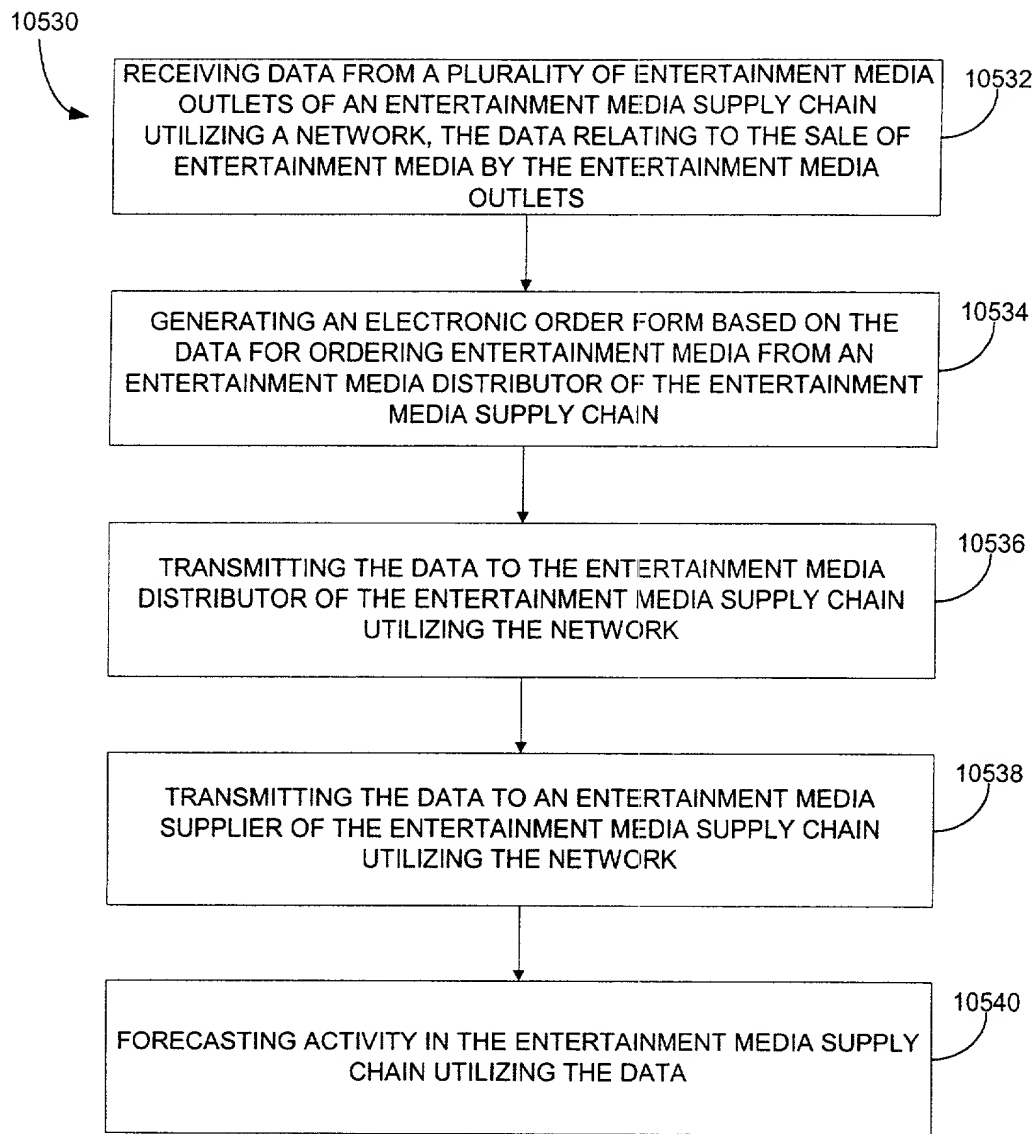 10530
RECEIVING DATA FROM A PLURALITY OF ENTERTAINMENT MEDIA
OUTLETS OF AN ENTERTAINMENT MEDIA SUPPLY CHAIN
UTILIZING A NETWORK, THE DATA RELATING TO THE SALE OF
ENTERTAINMENT MEDIA BY THE ENTERTAINMENT MEDIA
OUTLETS
10532
GENERATING AN ELECTRONIC ORDER FORM BASED ON THE
DATA FOR ORDERING ENTERTAINMENT MEDIA FROM AN
ENTERTAINMENT MEDIA DISTRIBUTOR OF THE ENTERTAINMENT
MEDIA SUPPLY CHAIN
10534
TRANSMITTING THE DATA TO THE ENTERTAINMENT MEDIA
DISTRIBUTOR OF THE ENTERTAINMENT MEDIA SUPPLY CHAIN
UTILIZING THE NETWORK
10536
TRANSMITTING THE DATA TO AN ENTERTAINMENT MEDIA
SUPPLIER OF THE ENTERTAINMENT MEDIA SUPPLY CHAIN
UTILIZING THE NETWORK
10538
FORECASTING ACTIVITY IN THE ENTERTAINMENT MEDIA SUPPLY
CHAIN UTILIZING THE DATA
10540